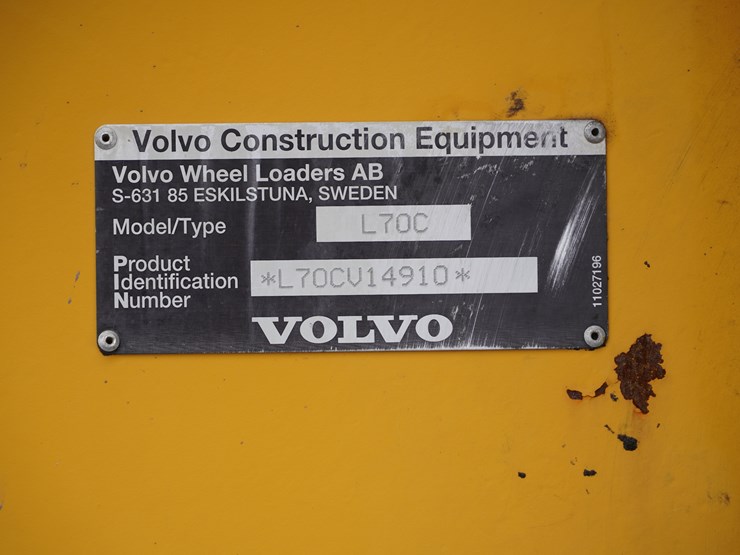 Volvo Construction Equipment
Volvo Wheel Loaders AB
S-631 85 ESKILSTUNA, SWEDEN
Model/Type L70C
Product
Identification *L70CV14910*
Number
VOLVO
11027196